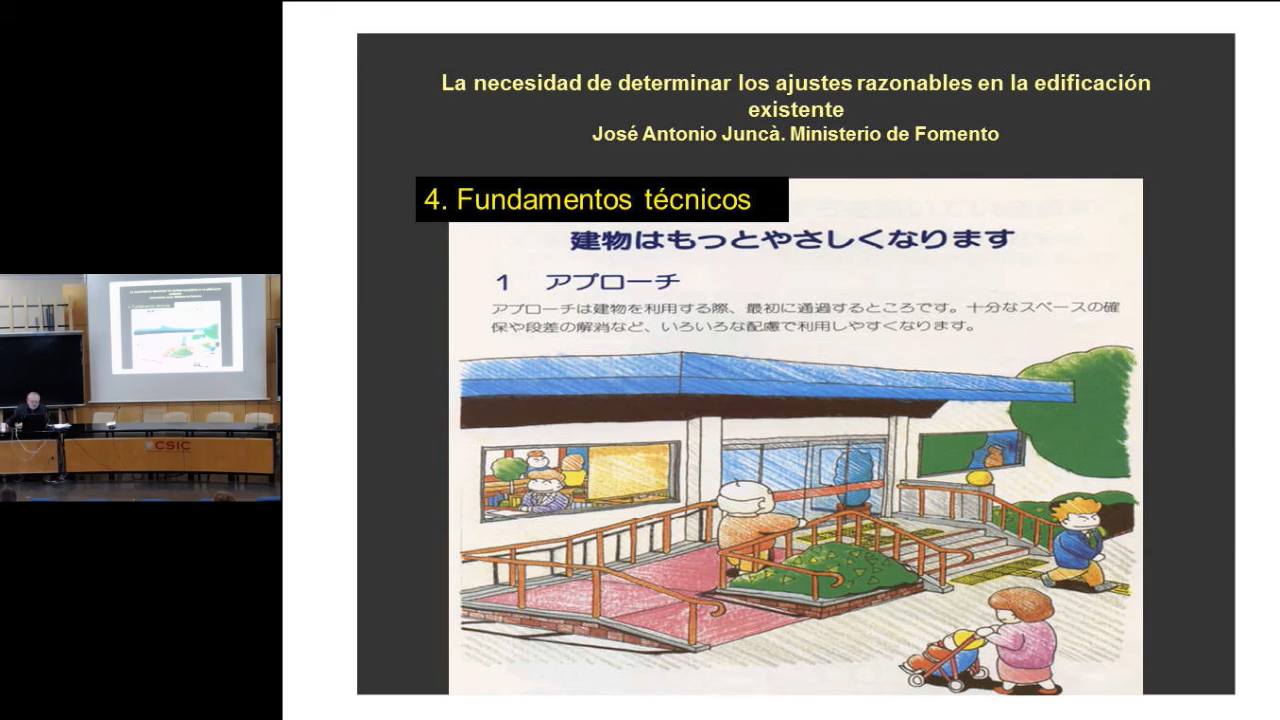 La necesidad de determinar los ajustes razonables en la edificación
existente
José Antonio Juncà. Ministerio de Fomento
4. Fundamentos técnicos
建物はもっとやさしくなります
1 アプローチ
アプローチは建物を利用する際、最初に通過するところです。十分なスペースの確
保や段差の解消など、いろいろな配慮で利用しやすくなります。
CSIC